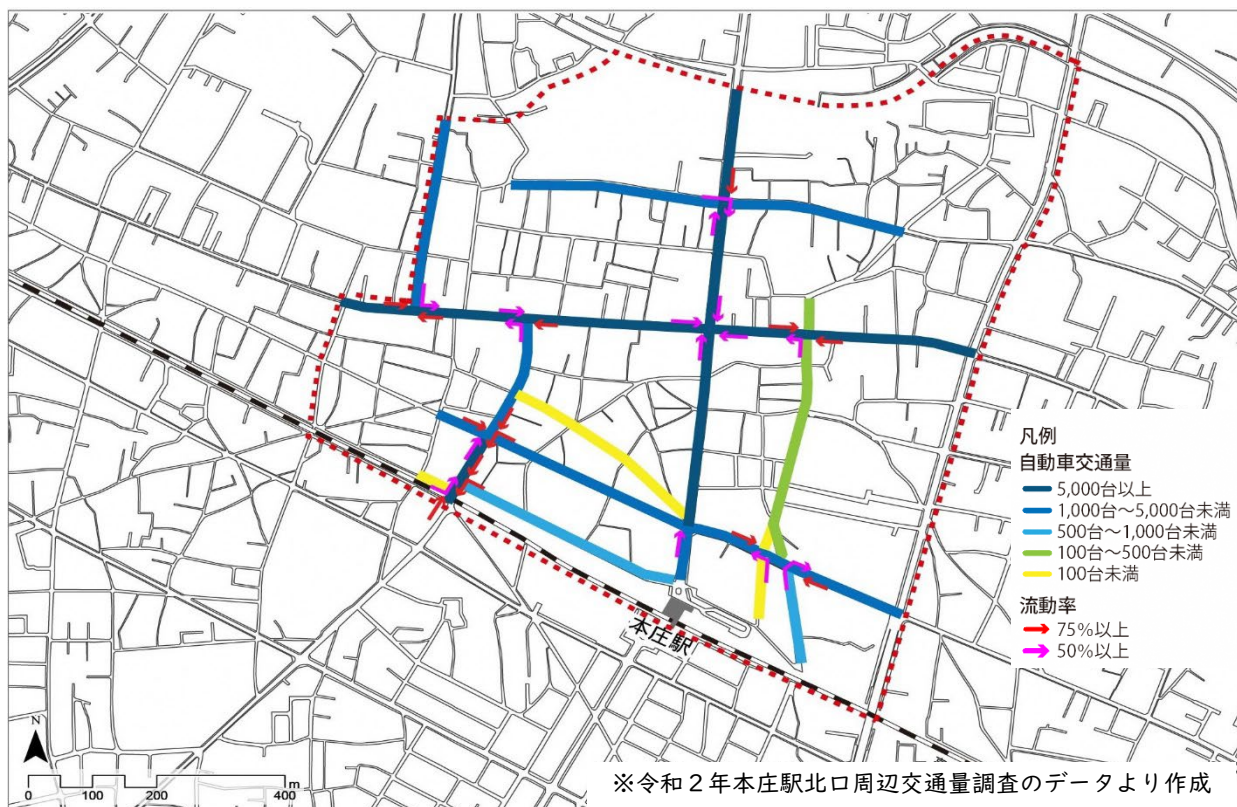 凡例
自動車交通量
5,000台以上
1,000台～5,000台未満
500台～1,000台未満
100台～500台未満
100台未満
流動率
75%以上
50%以上
本庄駅
N
0 100 200 400 m
※令和２年本庄駅北口周辺交通量調査のデータより作成